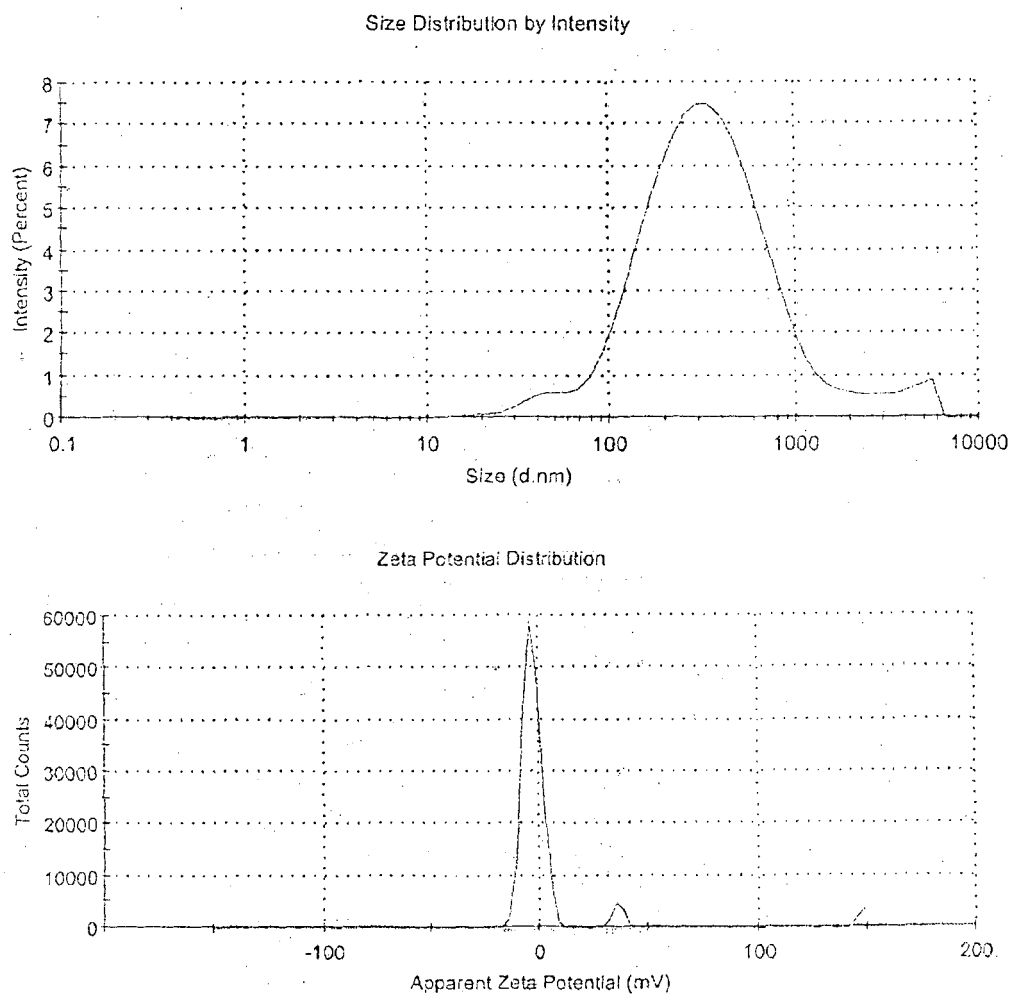 Size Distribution by Intensity
8
7
6
5
4
3
2
1
0
Intensity (Percent)
0.1 1 10 100 1000 10000
Size (d.nm)
Zeta Potential Distribution
60000
50000
40000
30000
20000
10000
0
Total Counts
-100 0 100 200
Apparent Zeta Potential (mV)